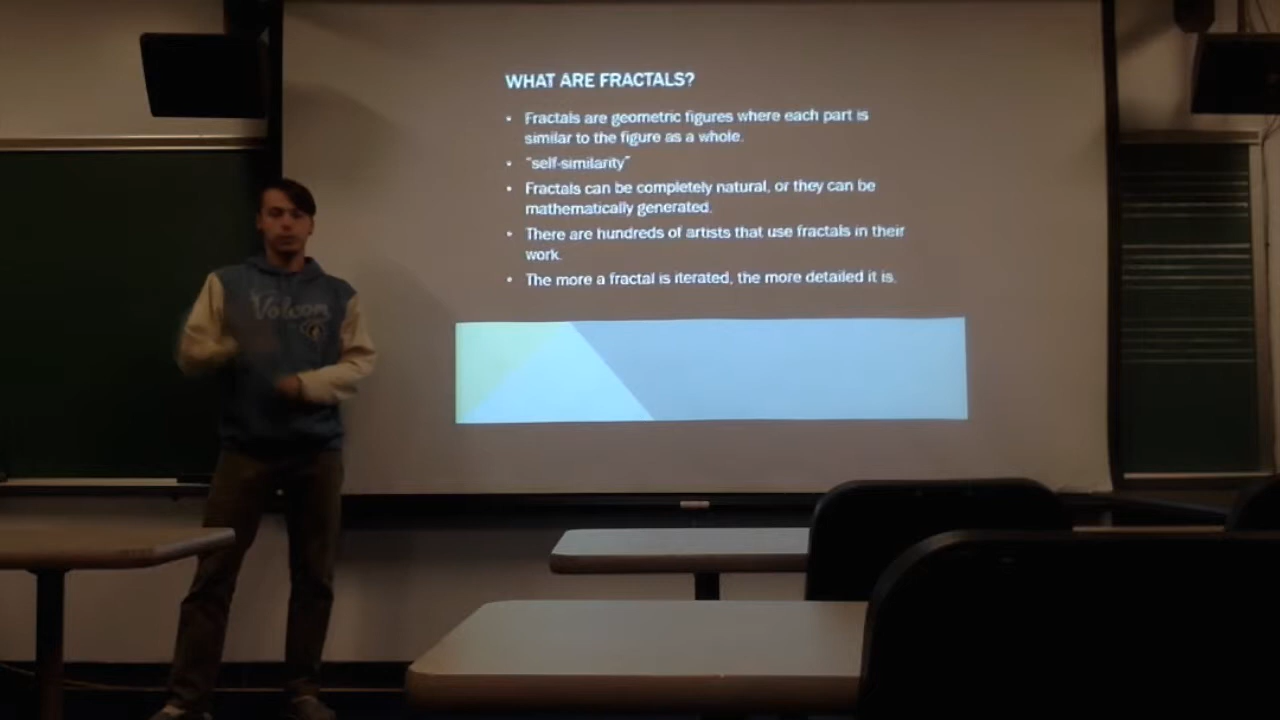 WHAT ARE FRACTALS?
• Fractals are geometric figures where each part is
similar to the figure as a whole.
• "self-similarity"
• Fractals can be completely natural, or they can be
mathematically generated.
• There are hundreds of artists that use fractals in their
work.
• The more a fractal is iterated, the more detailed it is.
Volcom